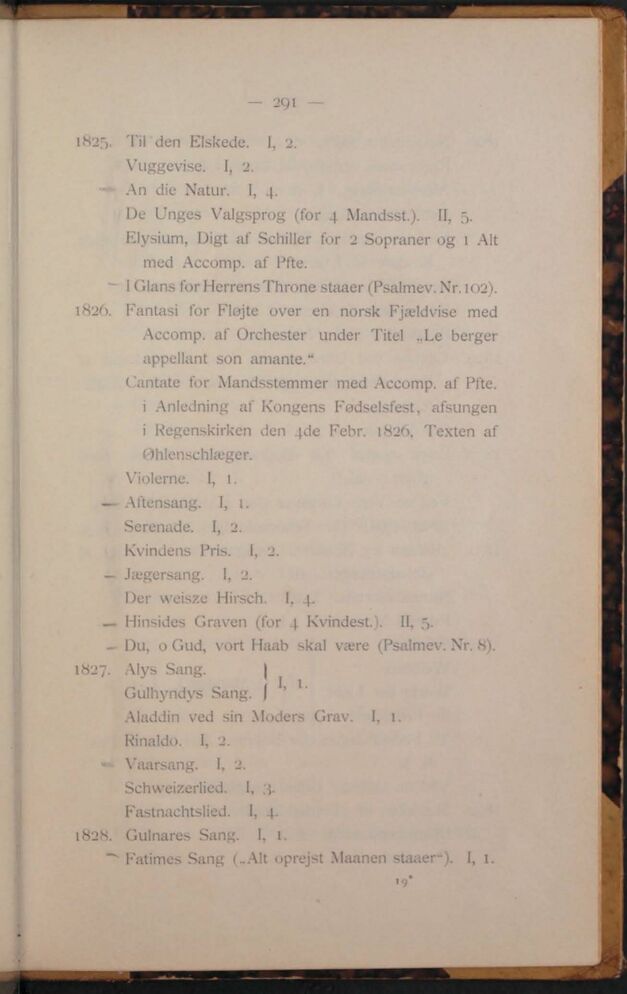 — 291 —
1825. Til den Elskede. I, 2.
Vuggevise. I, 2.
— An die Natur. I, 4.
De Unges Valgsprog (for 4 Mandsst.). II, 5.
Elysium, Digt af Schiller for 2 Sopraner og 1 Alt
med Accomp. af Pfte.
— I Glans for Herrens Throne staaer (Psalmev. Nr. 102).
1826. Fantasi for Fløjte over en norsk Fjældvise med
Accomp. af Orchester under Titel „Le berger
appellant son amante.“
Cantate for Mandsstemmer med Accomp. af Pfte.
i Anledning af Kongens Fødselsfest, afsungen
i Regenskirken den 4de Febr. 1826, Texten af
Øhlenschlæger.
Violerne. I, 1.
— Aftensang. I, 1.
Serenade. I, 2.
Kvindens Pris. I, 2.
— Jægersang. I, 2.
Der weisze Hirsch. I, 4.
— Hinsides Graven (for 4 Kvindest.). II, 5.
— Du, o Gud, vort Haab skal være (Psalmev. Nr. 8).
1827. Alys Sang.
Gulhyndys Sang. } I, 1.
Aladdin ved sin Moders Grav. I, 1.
Rinaldo. I, 2.
— Vaarsang. I, 2.
Schweizerlied. I, 3.
Fastnachtslied. I, 4.
1828. Gulnares Sang. I, 1.
— Fatimes Sang („Alt oprejst Maanen staaer“). I, 1.
19*